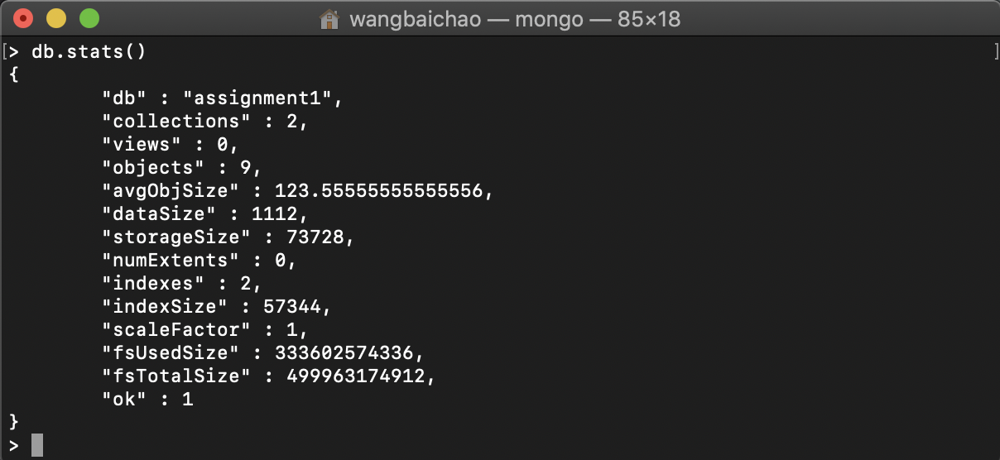 wangbaichao — mongo — 85×18
[> db.stats() ]
{
"db" : "assignment1",
"collections" : 2,
"views" : 0,
"objects" : 9,
"avgObjSize" : 123.55555555555556,
"dataSize" : 1112,
"storageSize" : 73728,
"numExtents" : 0,
"indexes" : 2,
"indexSize" : 57344,
"scaleFactor" : 1,
"fsUsedSize" : 333602574336,
"fsTotalSize" : 499963174912,
"ok" : 1
}
>